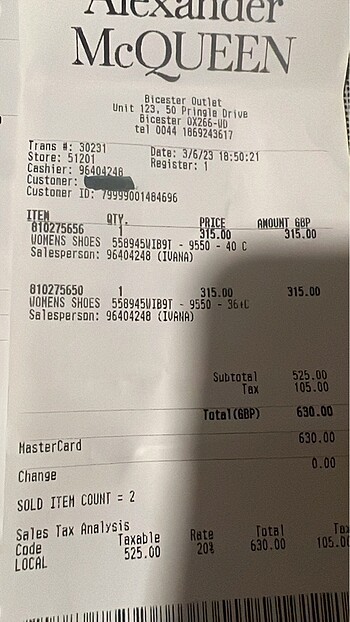 Alexander
McQUEEN
Bicester Outlet
Unit 123, 50 Pringle Drive
Bicester OX266-WD
tel 0044 1869243617
Trans #: 30231 Date: 3/6/23 18:50:21
Store: 51201 Register: 1
Cashier: 96404248
Customer:
Customer ID: 79999001484696
ITEM QTY. PRICE AMOUNT GBP
810275656 1 315.00 315.00
WOMENS SHOES 558945WIB9T - 9550 - 40 C
Salesperson: 96404248 (IVANA)
810275650 1 315.00 315.00
WOMENS SHOES 558945WIB9T - 9550 - 36+C
Salesperson: 96404248 (IVANA)
Subtotal 525.00
Tax 105.00
Total(GBP) 630.00
MasterCard 630.00
Change 0.00
SOLD ITEM COUNT = 2
Sales Tax Analysis
Code Taxable Rate Total Tax
LOCAL 525.00 20% 630.00 105.00